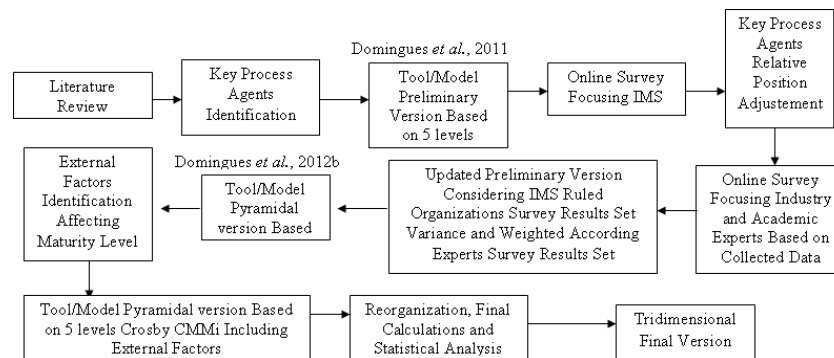 Literature
Review
Key Process
Agents
Identification
Domingues et al., 2011
Tool/Model
Preliminary
Version Based
on 5 levels
Online Survey
Focusing IMS
Key Process
Agents
Relative
Position
Adjustement
Online Survey
Focusing Industry
and Academic
Experts Based on
Collected Data
Updated Preliminary Version
Considering IMS Ruled
Organizations Survey Results Set
Variance and Weighted According
Experts Survey Results Set
Domingues et al., 2012b
Tool/Model
Pyramidal
version Based
External
Factors
Identification
Affecting
Maturity Level
Tool/Model Pyramidal version Based
on 5 levels Crosby CMMi Including
External Factors
Reorganization, Final
Calculations and
Statistical Analysis
Tridimensional
Final Version